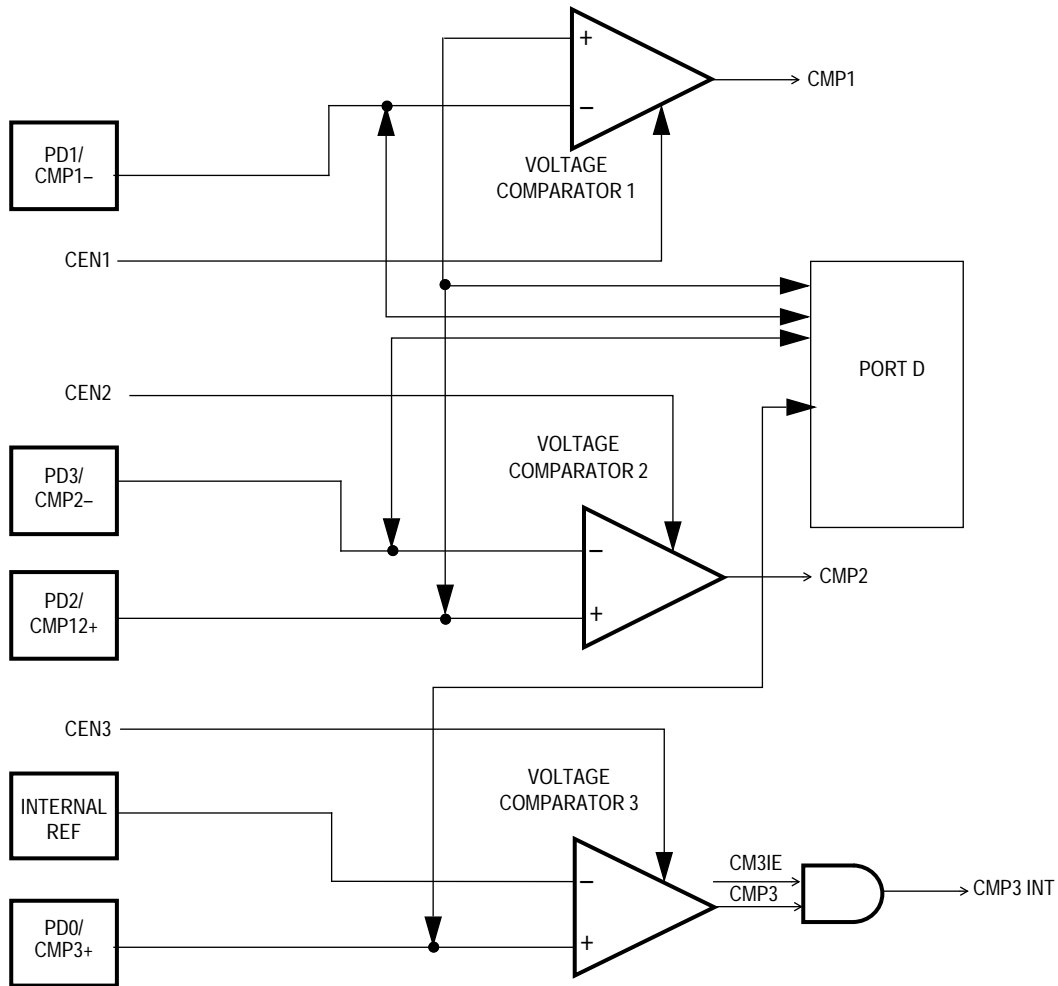 +
CMP1
−
PD1/
CMP1–
VOLTAGE
COMPARATOR 1
CEN1
PORT D
CEN2
VOLTAGE
COMPARATOR 2
PD3/
CMP2–
−
CMP2
PD2/
CMP12+
+
CEN3
VOLTAGE
COMPARATOR 3
INTERNAL
REF
CM3IE
−
CMP3
CMP3 INT
PD0/
CMP3+
+